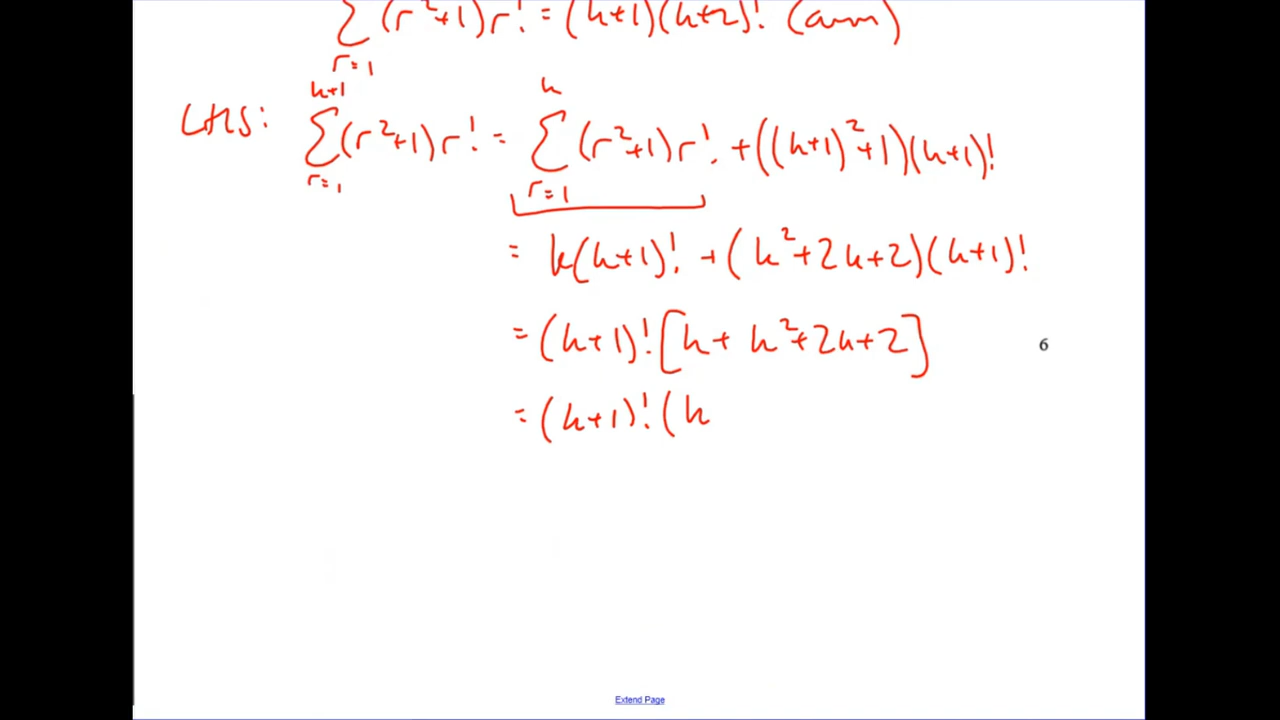 ∑ (r²+1)r! = (k+1)(k+2)! (aim)
r=1
LHS: k+1 ∑ r=1 (r²+1)r! = k ∑ r=1 (r²+1)r! + ((k+1)²+1)(k+1)!
= k(k+1)! + (k²+2k+2)(k+1)!
= (k+1)! [k + k²+2k+2]
6
= (k+1)! (k
Extend Page